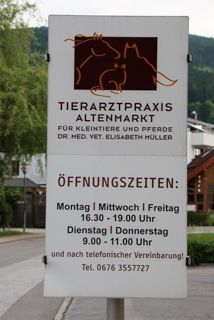 TIERARZTPRAXIS
ALTENMARKT
FÜR KLEINTIERE UND PFERDE
DR. MED. VET. ELISABETH MÜLLER
ÖFFNUNGSZEITEN:
Montag I Mittwoch I Freitag
16.30 - 19.00 Uhr
Dienstag I Donnerstag
9.00 - 11.00 Uhr
und nach telefonischer Vereinbarung!
Tel. 0676 3557727